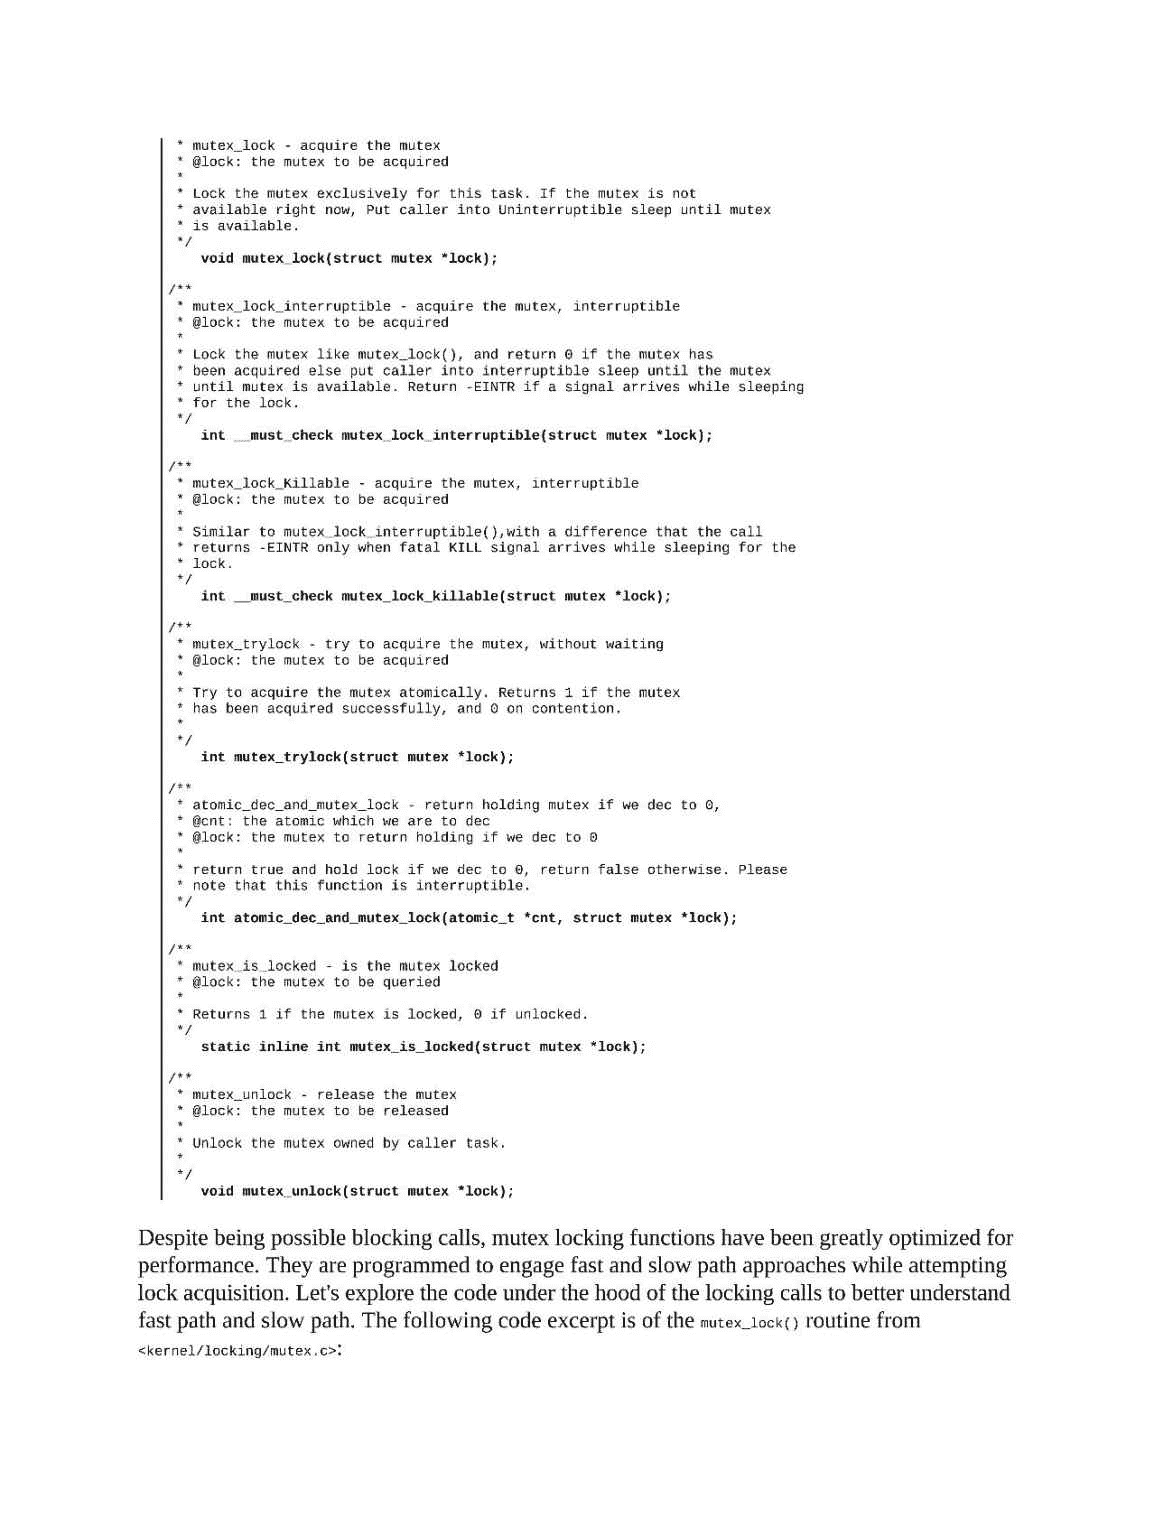 * mutex_lock - acquire the mutex
* @lock: the mutex to be acquired
*
* Lock the mutex exclusively for this task. If the mutex is not
* available right now, Put caller into Uninterruptible sleep until mutex
* is available.
*/
void mutex_lock(struct mutex *lock);
/**
* mutex_lock_interruptible - acquire the mutex, interruptible
* @lock: the mutex to be acquired
*
* Lock the mutex like mutex_lock(), and return 0 if the mutex has
* been acquired else put caller into interruptible sleep until the mutex
* until mutex is available. Return -EINTR if a signal arrives while sleeping
* for the lock.
*/
int __must_check mutex_lock_interruptible(struct mutex *lock);
/**
* mutex_lock_Killable - acquire the mutex, interruptible
* @lock: the mutex to be acquired
*
* Similar to mutex_lock_interruptible(),with a difference that the call
* returns -EINTR only when fatal KILL signal arrives while sleeping for the
* lock.
*/
int __must_check mutex_lock_killable(struct mutex *lock);
/**
* mutex_trylock - try to acquire the mutex, without waiting
* @lock: the mutex to be acquired
*
* Try to acquire the mutex atomically. Returns 1 if the mutex
* has been acquired successfully, and 0 on contention.
*
*/
int mutex_trylock(struct mutex *lock);
/**
* atomic_dec_and_mutex_lock - return holding mutex if we dec to 0,
* @cnt: the atomic which we are to dec
* @lock: the mutex to return holding if we dec to 0
*
* return true and hold lock if we dec to 0, return false otherwise. Please
* note that this function is interruptible.
*/
int atomic_dec_and_mutex_lock(atomic_t *cnt, struct mutex *lock);
/**
* mutex_is_locked - is the mutex locked
* @lock: the mutex to be queried
*
* Returns 1 if the mutex is locked, 0 if unlocked.
*/
static inline int mutex_is_locked(struct mutex *lock);
/**
* mutex_unlock - release the mutex
* @lock: the mutex to be released
*
* Unlock the mutex owned by caller task.
*
*/
void mutex_unlock(struct mutex *lock);
Despite being possible blocking calls, mutex locking functions have been greatly optimized for
performance. They are programmed to engage fast and slow path approaches while attempting
lock acquisition. Let's explore the code under the hood of the locking calls to better understand
fast path and slow path. The following code excerpt is of the mutex_lock() routine from
<kernel/locking/mutex.c>: